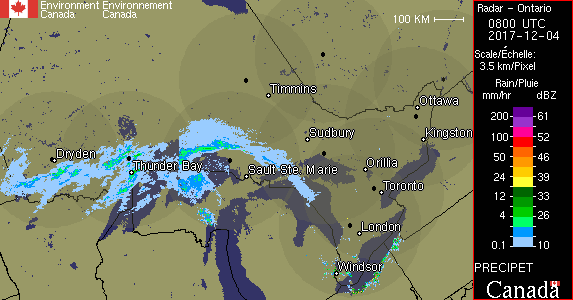 Environment Environnement
Canada Canada
100 KM
Timmins
Ottawa
Sudbury
Kingston
Dryden
Thunder Bay
Sault Ste. Marie
Orillia
Toronto
London
Windsor
Radar - Ontario
0800 UTC
2017-12-04
Scale/Échelle:
3.5 km/Pixel
Rain/Pluie
mm/hr dBZ
200 61
100 52
50 46
24 39
12 33
4 26
0.1 10
PRECIPET
Canada